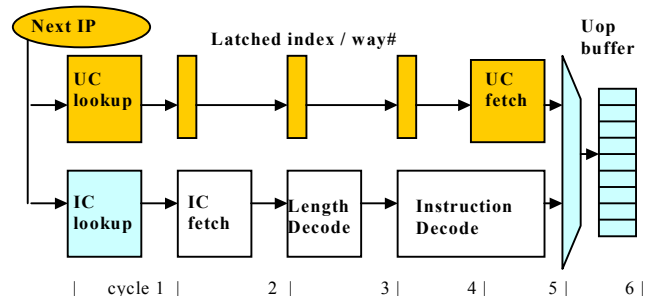 Next IP
Latched index / way#
Uop
buffer
UC
lookup
UC
fetch
IC
lookup
IC
fetch
Length
Decode
Instruction
Decode
| cycle 1 | 2 | 3 | 4 | 5 | 6 |